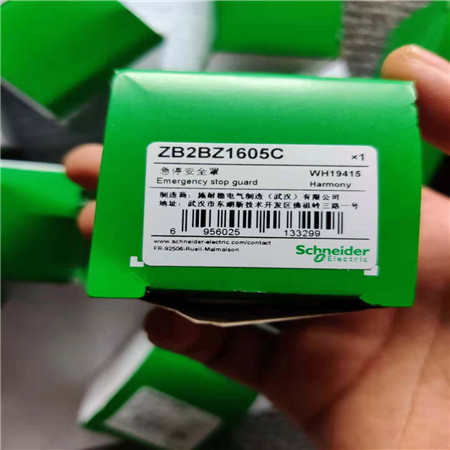 ZB2BZ1605C
×1
急停安全罩
WH19415
Emergency stop guard
Harmony
制造商：施耐德电气制造（武汉）有限公司
地址：武汉市东湖新技术开发区佛祖岭三路一号
6 956025 133299
www.schneider-electric.com/contact
FR-92506-Rueil-Malmaison
Schneider
Electric